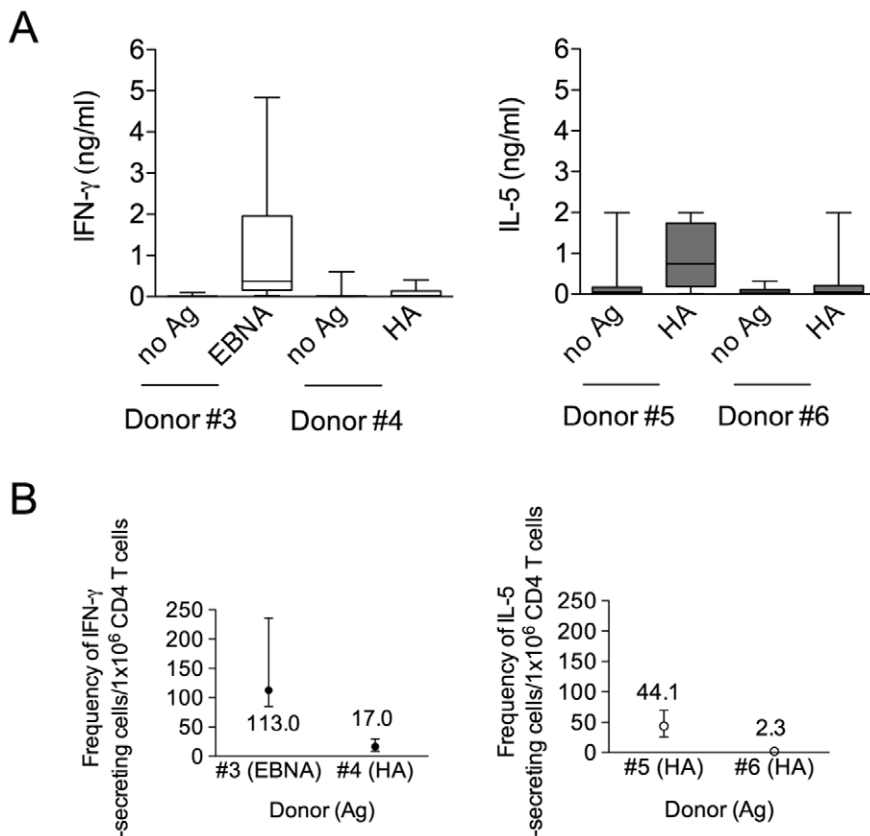 A
IFN-γ (ng/ml)
6
5
4
3
2
1
0
no Ag
EBNA
no Ag
HA
Donor #3
Donor #4
IL-5 (ng/ml)
6
5
4
3
2
1
0
no Ag
HA
no Ag
HA
Donor #5
Donor #6
B
Frequency of IFN-γ
-secreting cells/1x10⁶ CD4 T cells
250
200
150
100
50
0
113.0
17.0
#3 (EBNA)
#4 (HA)
Donor (Ag)
Frequency of IL-5
-secreting cells/1x10⁶ CD4 T cells
250
200
150
100
50
0
44.1
2.3
#5 (HA)
#6 (HA)
Donor (Ag)